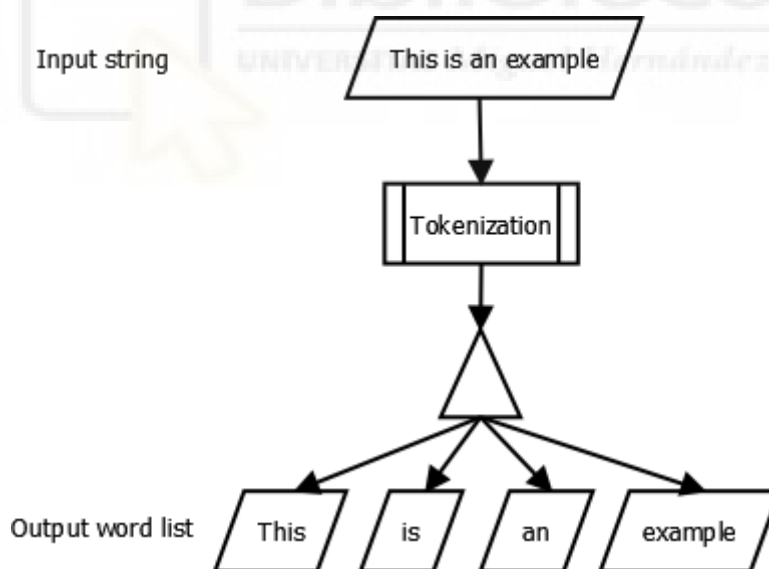 Input string
This is an example
Tokenization
Output word list
This
is
an
example